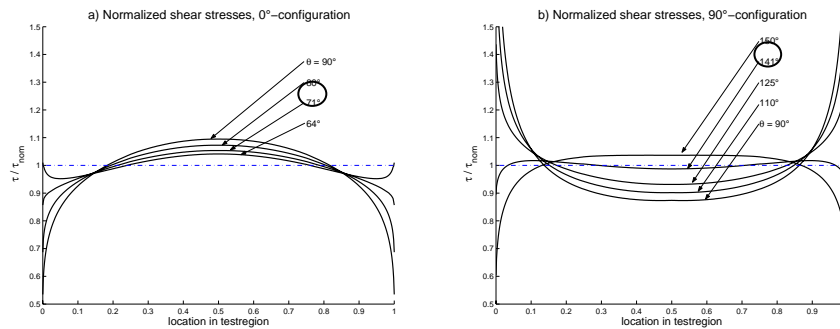 a) Normalized shear stresses, 0°−configuration
1.5
1.4
1.3
1.2
1.1
1
0.9
0.8
0.7
0.6
0.5
τ / τnom
θ = 90°
80°
71°
64°
0 0.1 0.2 0.3 0.4 0.5 0.6 0.7 0.8 0.9 1
location in testregion
b) Normalized shear stresses, 90°−configuration
1.5
1.4
1.3
1.2
1.1
1
0.9
0.8
0.7
0.6
0.5
τ / τnom
150°
141°
125°
110°
θ = 90°
0 0.1 0.2 0.3 0.4 0.5 0.6 0.7 0.8 0.9
location in testregion